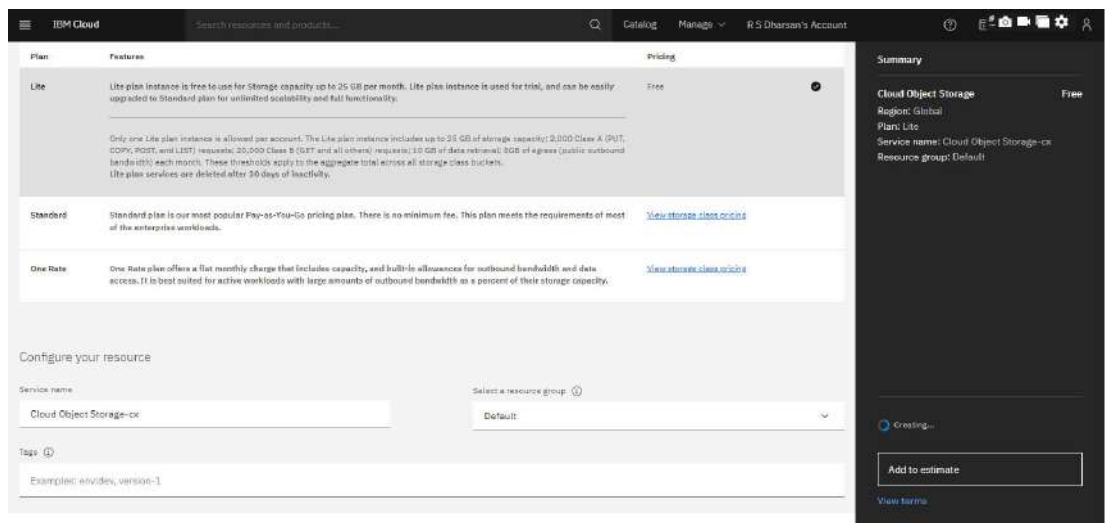 IBM Cloud
Search resources and products...
Catalog
Manage
R S Dharsan's Account
Plan
Features
Pricing
Lite
Lite plan instance is free to use for Storage capacity up to 25 GB per month. Lite plan instance is used for trial, and can be easily
upgraded to Standard plan for unlimited scalability and full functionality.
Free
Only one Lite plan instance is allowed per account. The Lite plan instance includes up to 25 GB of storage capacity; 2,000 Class A (PUT,
COPY, POST, and LIST) requests; 20,000 Class B (GET and all others) requests; 10 GB of data retrieval; 5GB of egress (public outbound
bandwidth) each month. These thresholds apply to the aggregate total across all storage class buckets.
Lite plan services are deleted after 30 days of inactivity.
Standard
Standard plan is our most popular Pay-as-You-Go pricing plan. There is no minimum fee. This plan meets the requirements of most
of the enterprise workloads.
View storage class pricing
One Rate
One Rate plan offers a flat monthly charge that includes capacity, and built-in allowances for outbound bandwidth and data
access. It is best suited for active workloads with large amounts of outbound bandwidth as a percent of their storage capacity.
View storage class pricing
Configure your resource
Service name
Cloud Object Storage-cx
Select a resource group
Default
Tags
Examples: env:dev, version-1
Summary
Cloud Object Storage
Free
Region: Global
Plan: Lite
Service name: Cloud Object Storage-cx
Resource group: Default
Creating...
Add to estimate
View terms